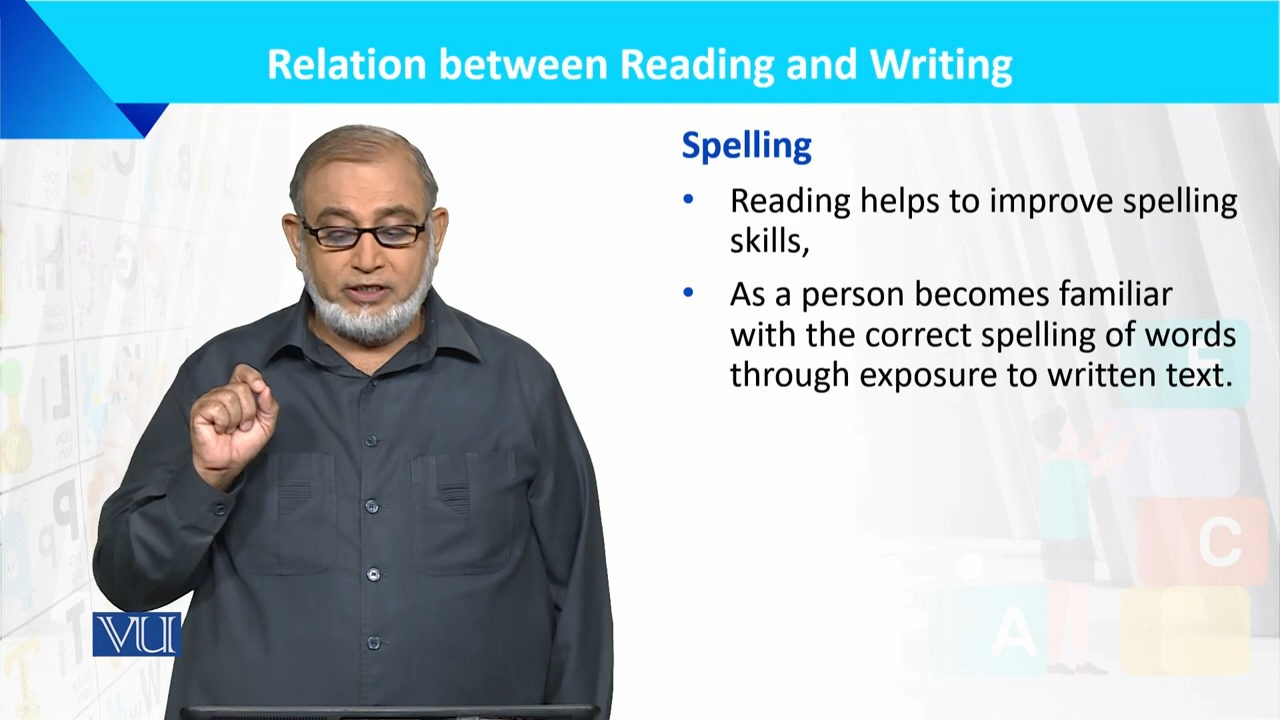 Relation between Reading and Writing
Spelling
• Reading helps to improve spelling
skills,
• As a person becomes familiar
with the correct spelling of words
through exposure to written text.
VU
C
A